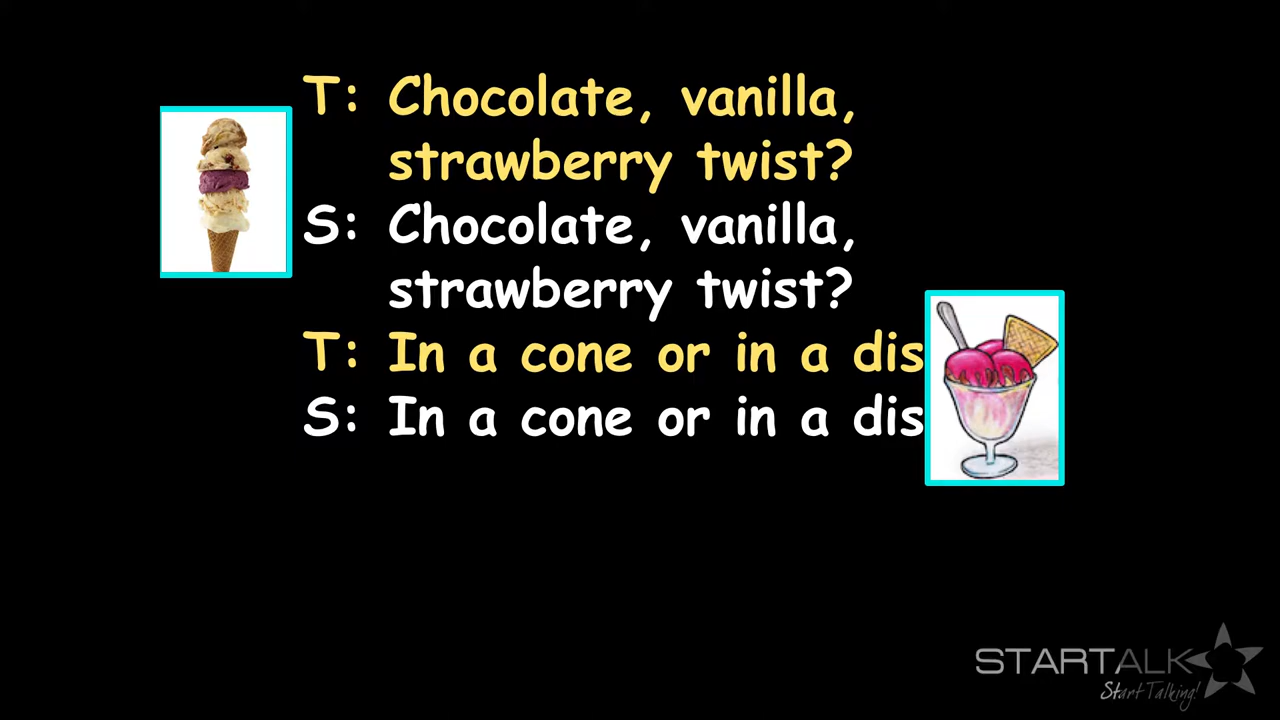 T: Chocolate, vanilla,
strawberry twist?
S: Chocolate, vanilla,
strawberry twist?
T: In a cone or in a dis
S: In a cone or in a dis
STARTALK
Start Talking!